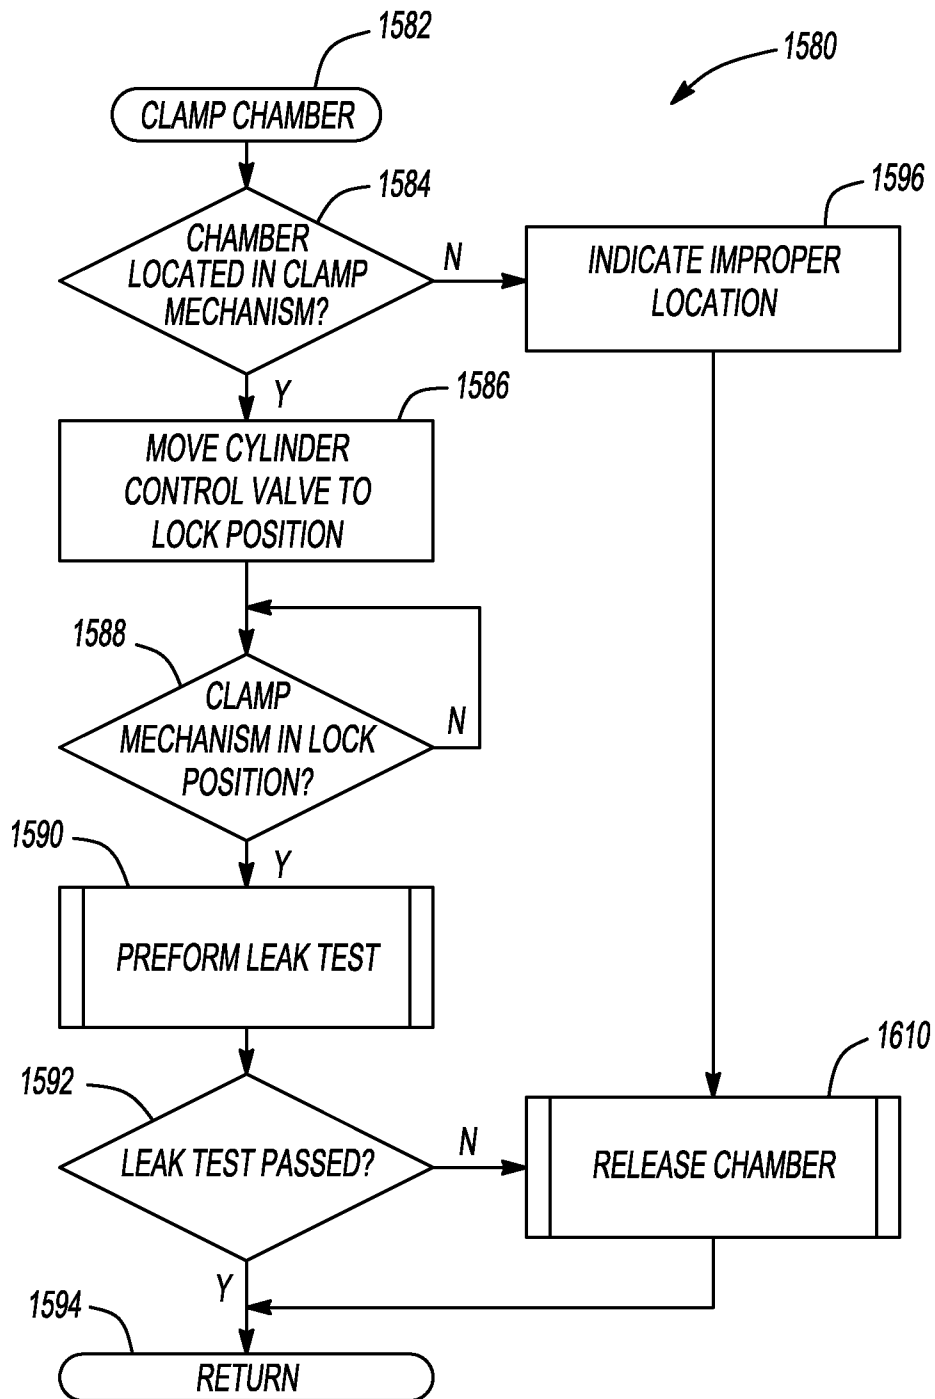 1582
1580
CLAMP CHAMBER
1584
1596
CHAMBER
LOCATED IN CLAMP
MECHANISM?
N
INDICATE IMPROPER
LOCATION
Y
1586
MOVE CYLINDER
CONTROL VALVE TO
LOCK POSITION
1588
CLAMP
MECHANISM IN LOCK
POSITION?
N
1590
Y
PREFORM LEAK TEST
1610
1592
LEAK TEST PASSED?
N
RELEASE CHAMBER
Y
1594
RETURN